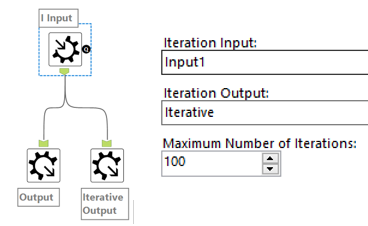 I Input
Q
Output
Iterative
Output
Iteration Input:
Input1
Iteration Output:
Iterative
Maximum Number of Iterations:
100